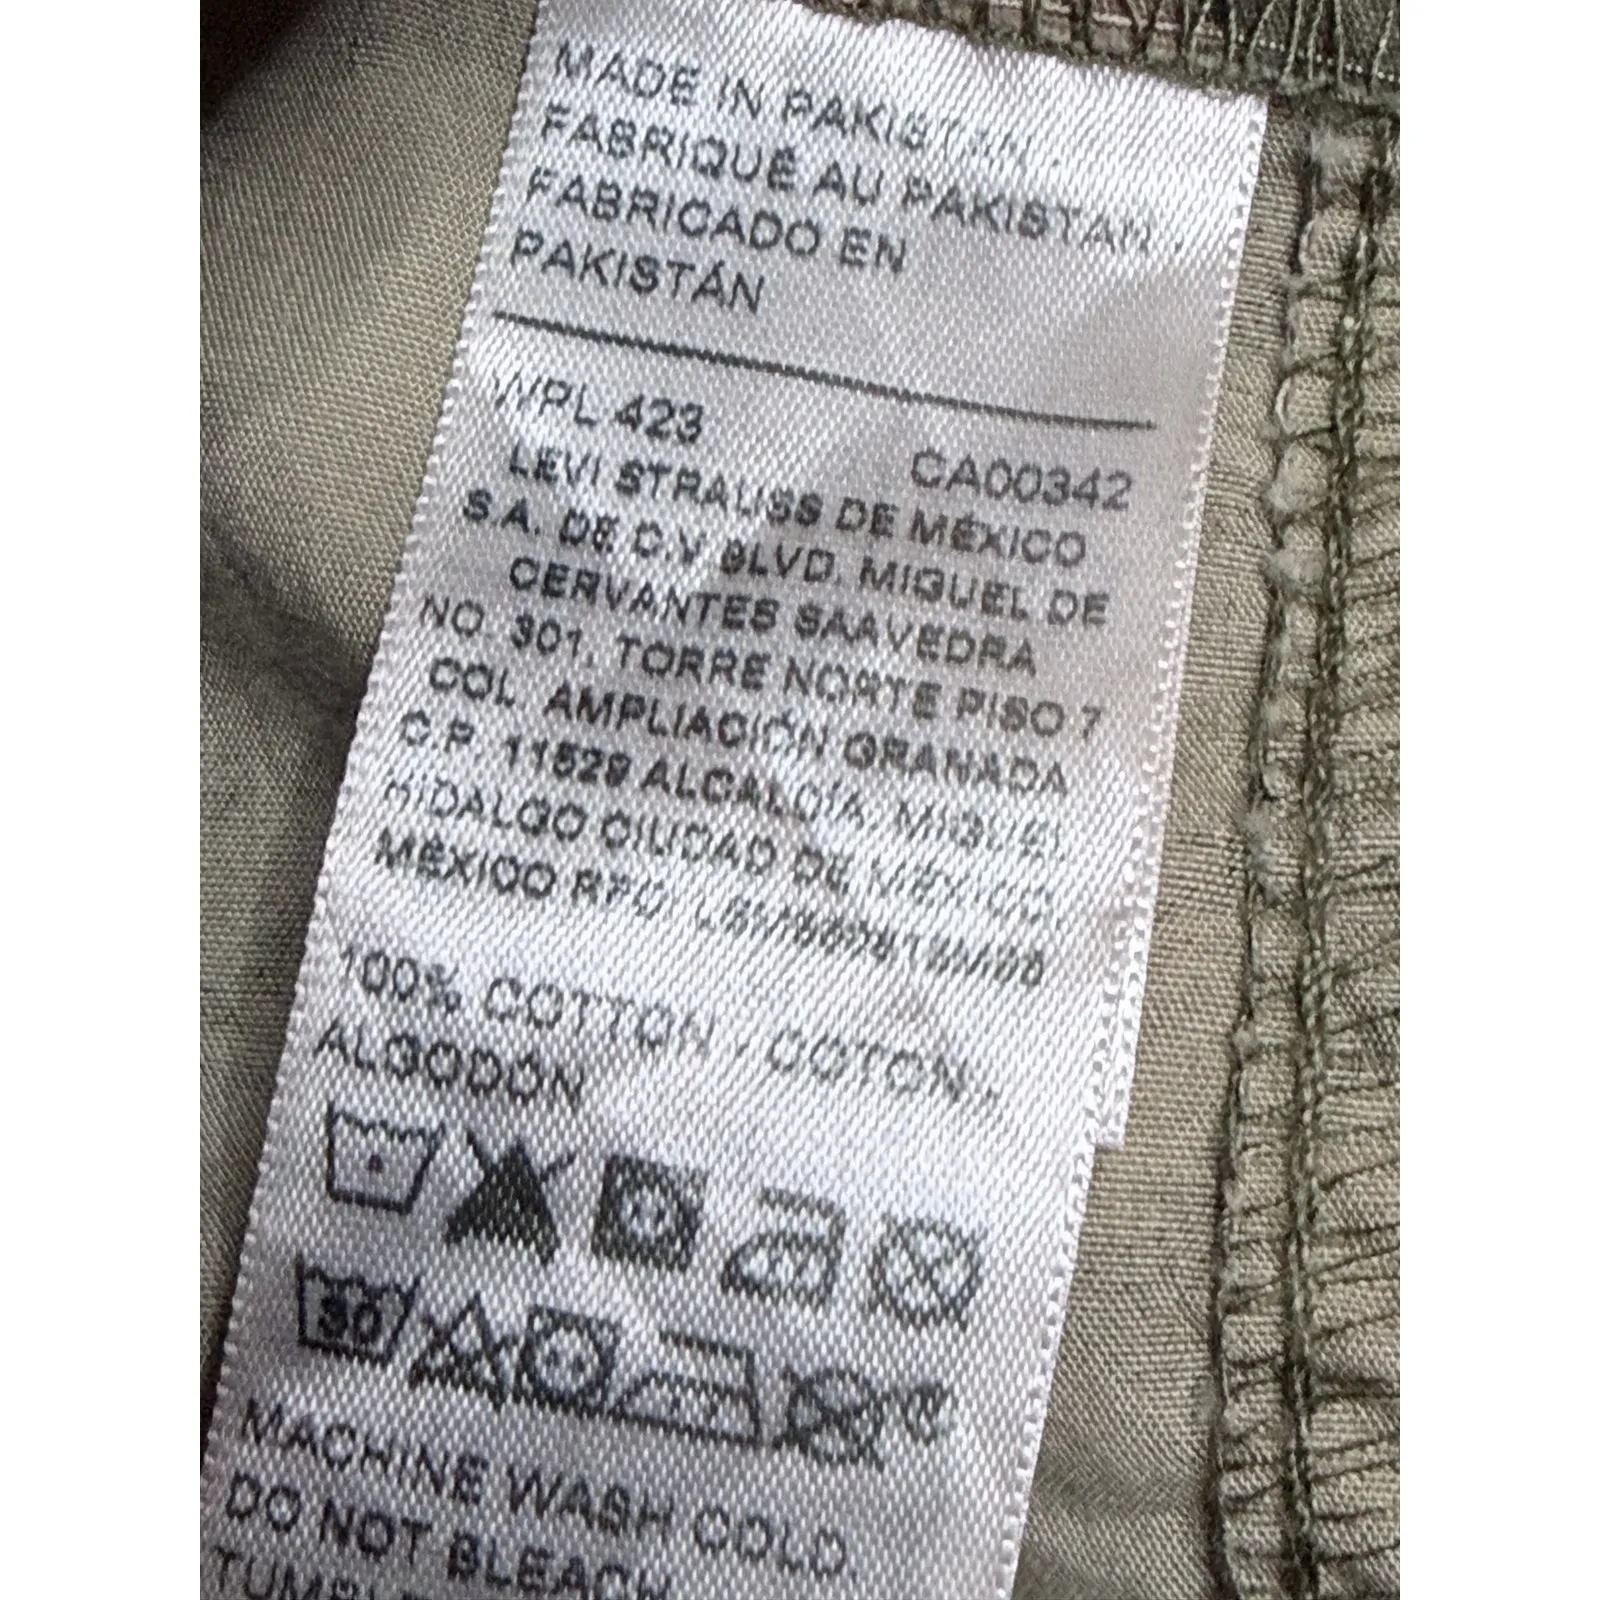 MADE IN PAKISTAN.
FABRIQUÉ AU PAKISTAN.
FABRICADO EN
PAKISTÁN
WPL 423
CA00342
LEVI STRAUSS DE MÉXICO
S.A. DE C.V. BLVD. MIGUEL DE
CERVANTES SAAVEDRA
NO. 301, TORRE NORTE PISO 7
COL. AMPLIACIÓN GRANADA
C.P. 11529 ALCALDÍA, MIGUEL
HIDALGO CIUDAD DE MÉXICO,
MÉXICO RFC:
100% COTTON / COTON -
ALGODÓN
30
MACHINE WASH COLD.
DO NOT BLEACH.